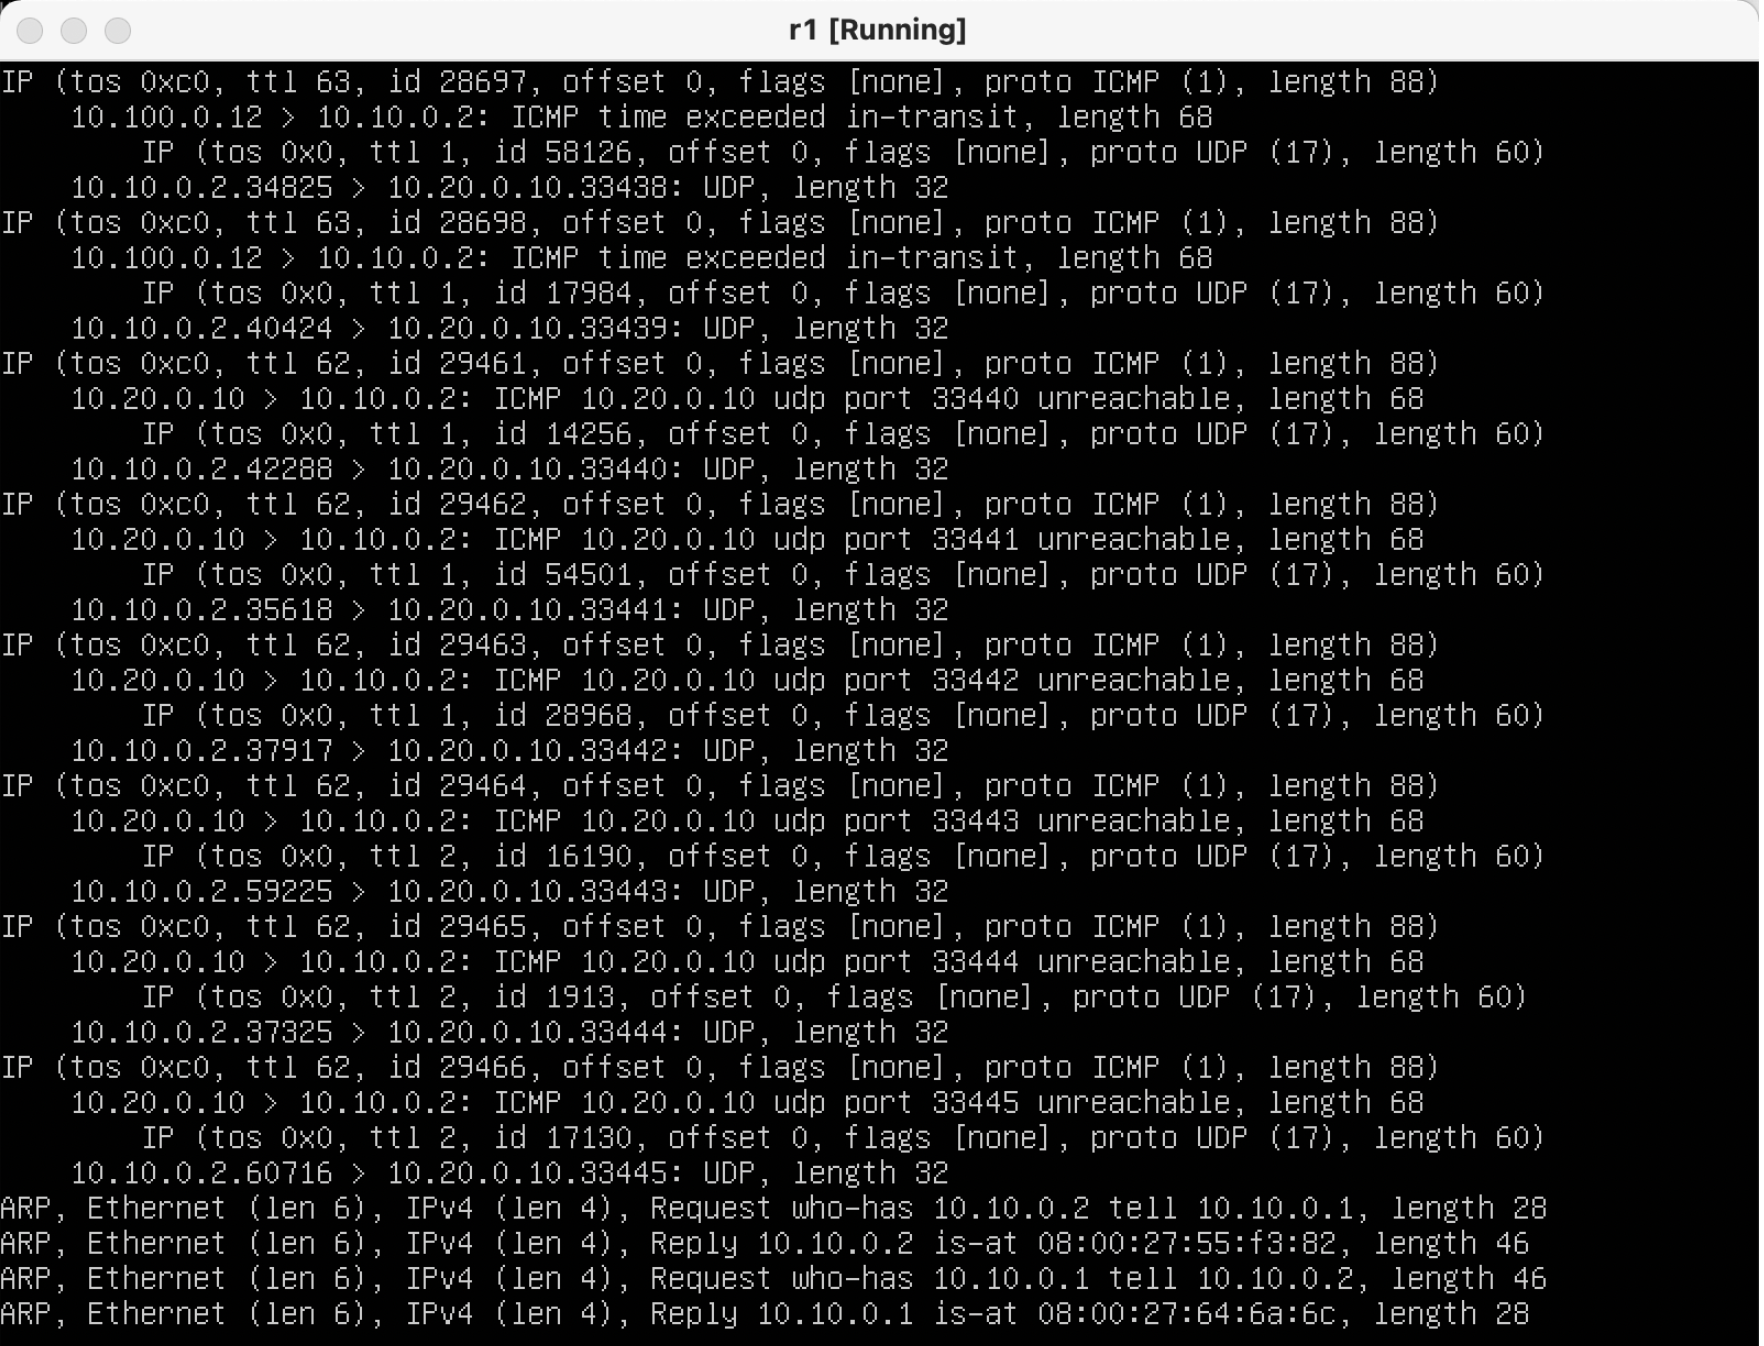 r1 [Running]
IP (tos 0xc0, ttl 63, id 28697, offset 0, flags [none], proto ICMP (1), length 88)
    10.100.0.12 > 10.10.0.2: ICMP time exceeded in-transit, length 68
        IP (tos 0x0, ttl 1, id 58126, offset 0, flags [none], proto UDP (17), length 60)
    10.10.0.2.34825 > 10.20.0.10.33438: UDP, length 32
IP (tos 0xc0, ttl 63, id 28698, offset 0, flags [none], proto ICMP (1), length 88)
    10.100.0.12 > 10.10.0.2: ICMP time exceeded in-transit, length 68
        IP (tos 0x0, ttl 1, id 17984, offset 0, flags [none], proto UDP (17), length 60)
    10.10.0.2.40424 > 10.20.0.10.33439: UDP, length 32
IP (tos 0xc0, ttl 62, id 29461, offset 0, flags [none], proto ICMP (1), length 88)
    10.20.0.10 > 10.10.0.2: ICMP 10.20.0.10 udp port 33440 unreachable, length 68
        IP (tos 0x0, ttl 1, id 14256, offset 0, flags [none], proto UDP (17), length 60)
    10.10.0.2.42288 > 10.20.0.10.33440: UDP, length 32
IP (tos 0xc0, ttl 62, id 29462, offset 0, flags [none], proto ICMP (1), length 88)
    10.20.0.10 > 10.10.0.2: ICMP 10.20.0.10 udp port 33441 unreachable, length 68
        IP (tos 0x0, ttl 1, id 54501, offset 0, flags [none], proto UDP (17), length 60)
    10.10.0.2.35618 > 10.20.0.10.33441: UDP, length 32
IP (tos 0xc0, ttl 62, id 29463, offset 0, flags [none], proto ICMP (1), length 88)
    10.20.0.10 > 10.10.0.2: ICMP 10.20.0.10 udp port 33442 unreachable, length 68
        IP (tos 0x0, ttl 1, id 28968, offset 0, flags [none], proto UDP (17), length 60)
    10.10.0.2.37917 > 10.20.0.10.33442: UDP, length 32
IP (tos 0xc0, ttl 62, id 29464, offset 0, flags [none], proto ICMP (1), length 88)
    10.20.0.10 > 10.10.0.2: ICMP 10.20.0.10 udp port 33443 unreachable, length 68
        IP (tos 0x0, ttl 2, id 16190, offset 0, flags [none], proto UDP (17), length 60)
    10.10.0.2.59225 > 10.20.0.10.33443: UDP, length 32
IP (tos 0xc0, ttl 62, id 29465, offset 0, flags [none], proto ICMP (1), length 88)
    10.20.0.10 > 10.10.0.2: ICMP 10.20.0.10 udp port 33444 unreachable, length 68
        IP (tos 0x0, ttl 2, id 1913, offset 0, flags [none], proto UDP (17), length 60)
    10.10.0.2.37325 > 10.20.0.10.33444: UDP, length 32
IP (tos 0xc0, ttl 62, id 29466, offset 0, flags [none], proto ICMP (1), length 88)
    10.20.0.10 > 10.10.0.2: ICMP 10.20.0.10 udp port 33445 unreachable, length 68
        IP (tos 0x0, ttl 2, id 17130, offset 0, flags [none], proto UDP (17), length 60)
    10.10.0.2.60716 > 10.20.0.10.33445: UDP, length 32
ARP, Ethernet (len 6), IPv4 (len 4), Request who-has 10.10.0.2 tell 10.10.0.1, length 28
ARP, Ethernet (len 6), IPv4 (len 4), Reply 10.10.0.2 is-at 08:00:27:55:f3:82, length 46
ARP, Ethernet (len 6), IPv4 (len 4), Request who-has 10.10.0.1 tell 10.10.0.2, length 46
ARP, Ethernet (len 6), IPv4 (len 4), Reply 10.10.0.1 is-at 08:00:27:64:6a:6c, length 28